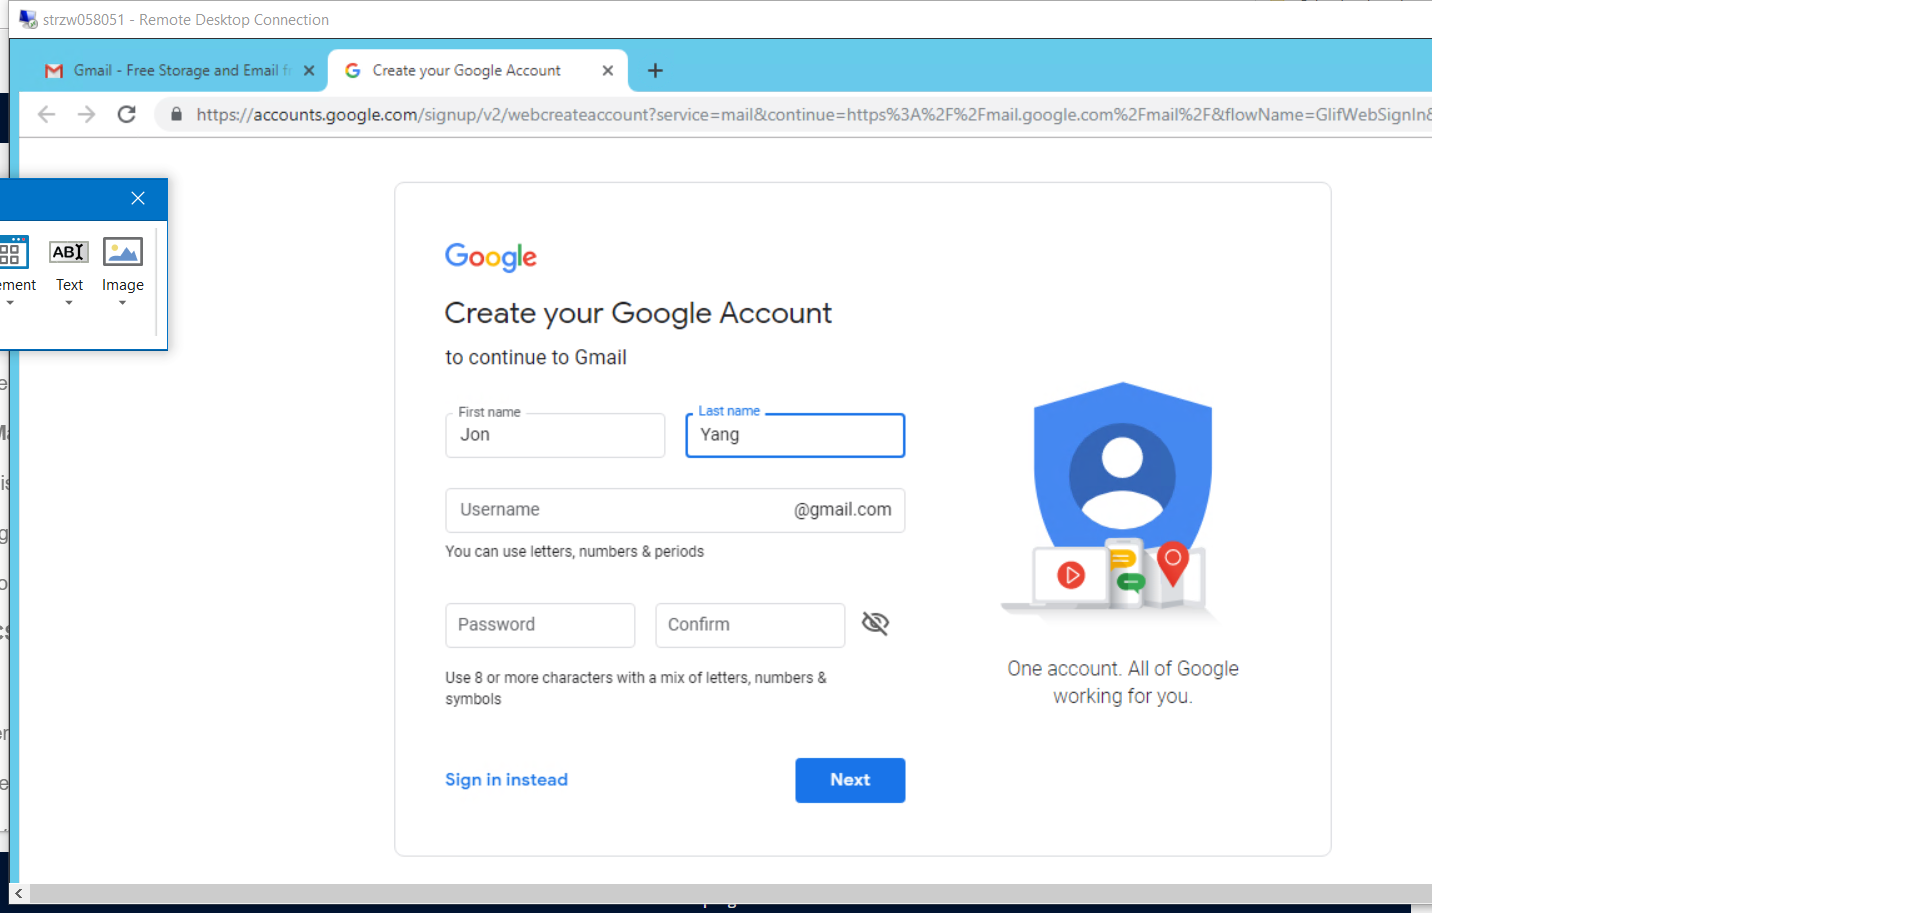 strzw058051 - Remote Desktop Connection
Gmail - Free Storage and Email
Create your Google Account
https://accounts.google.com/signup/v2/webcreateaccount?service=mail&continue=https%3A%2F%2Fmail.google.com%2Fmail%2F&flowName=GlifWebSignIn&
ement
Text
Image
ABI
Google
Create your Google Account
to continue to Gmail
First name
Last name
Jon
Yang
Username
@gmail.com
You can use letters, numbers & periods
Password
Confirm
Use 8 or more characters with a mix of letters, numbers &
symbols
One account. All of Google
working for you.
Sign in instead
Next